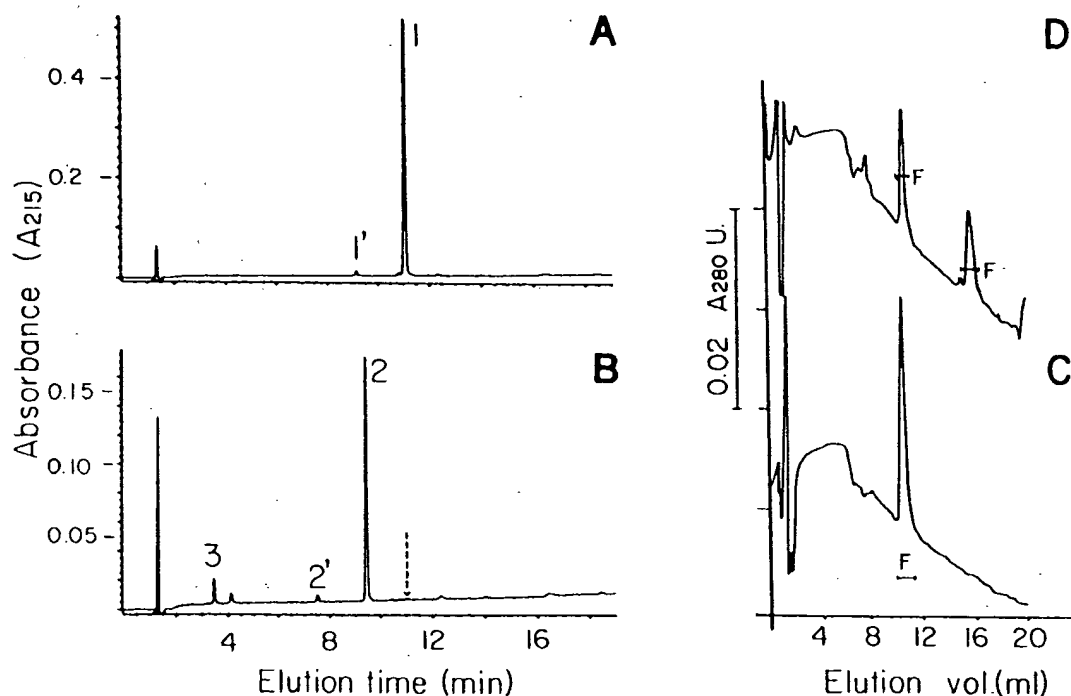 A
Absorbance (A215)
0.4
0.2
1
1'
B
0.15
0.10
0.05
2
3
2'
4
8
12
16
Elution time (min)
D
F
F
0.02 A280 U.
C
F
4
8
12
16
20
Elution vol.(ml)